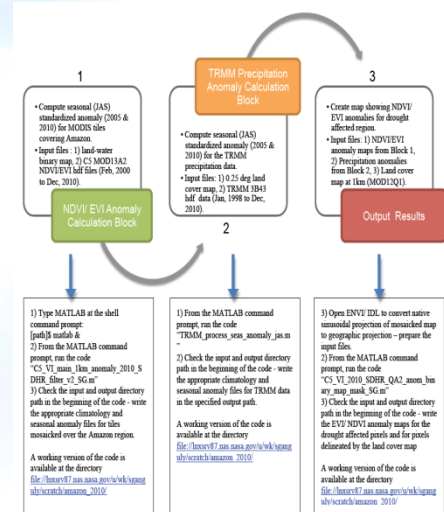 1
• Compute seasonal (JAS)
standardized anomaly (2005 &
2010) for MODIS tiles
covering Amazon.
• Input files : 1) land-water
binary map, 2) C5 MOD13A2
NDVI/EVI hdf files (Feb, 2000
to Dec, 2010).
NDVI/ EVI Anomaly
Calculation Block
TRMM Precipitation
Anomaly Calculation
Block
• Compute seasonal (JAS)
standardized anomaly (2005 &
2010) for the TRMM
precipitation data.
• Input files: 1) 0.25 deg land
cover map, 2) TRMM 3B43
hdf data (Jan, 1998 to Dec,
2010).
2
3
• Create map showing NDVI/
EVI anomalies for drought
affected region.
• Input files: 1) NDVI/EVI
anomaly maps from Block 1,
2) Precipitation anomalies
from Block 2, 3) Land cover
map at 1km (MOD12Q1).
Output Results
1) Type MATLAB at the shell
command prompt:
[path]$ matlab &
2) From the MATLAB command
prompt, run the code
"C5_VI_main_1km_anomaly_2010_S
DHR_filter_v2_SG.m"
3) Check the input and output directory
path in the beginning of the code - write
the appropriate climatology and
seasonal anomaly files for tiles
mosaicked over the Amazon region.
A working version of the code is
available at the directory
file://lnxsrv87.nas.nasa.gov/u/wk/sgang
uly/scratch/amazon_2010/
1) From the MATLAB command
prompt, run the code
"TRMM_process_seas_anomaly_jas.m
"
2) Check the input and output directory
path in the beginning of the code - write
the appropriate climatology and
seasonal anomaly files for TRMM data
in the specified output path.
A working version of the code is
available at the directory
file://lnxsrv87.nas.nasa.gov/u/wk/sgang
uly/scratch/amazon_2010/
3) Open ENVI/ IDL to convert native
sinusoidal projection of mosaicked map
to geographic projection – prepare the
input files.
2) From the MATLAB command
prompt, run the code
"C5_VI_2010_SDHR_QA2_anom_bin
ary_map_mask_SG.m"
3) Check the input and output directory
path in the beginning of the code - write
the EVI/ NDVI anomaly maps for the
drought affected pixels and for pixels
delineated by the land cover map
A working version of the code is
available at the directory
file://lnxsrv87.nas.nasa.gov/u/wk/sgang
uly/scratch/amazon_2010/